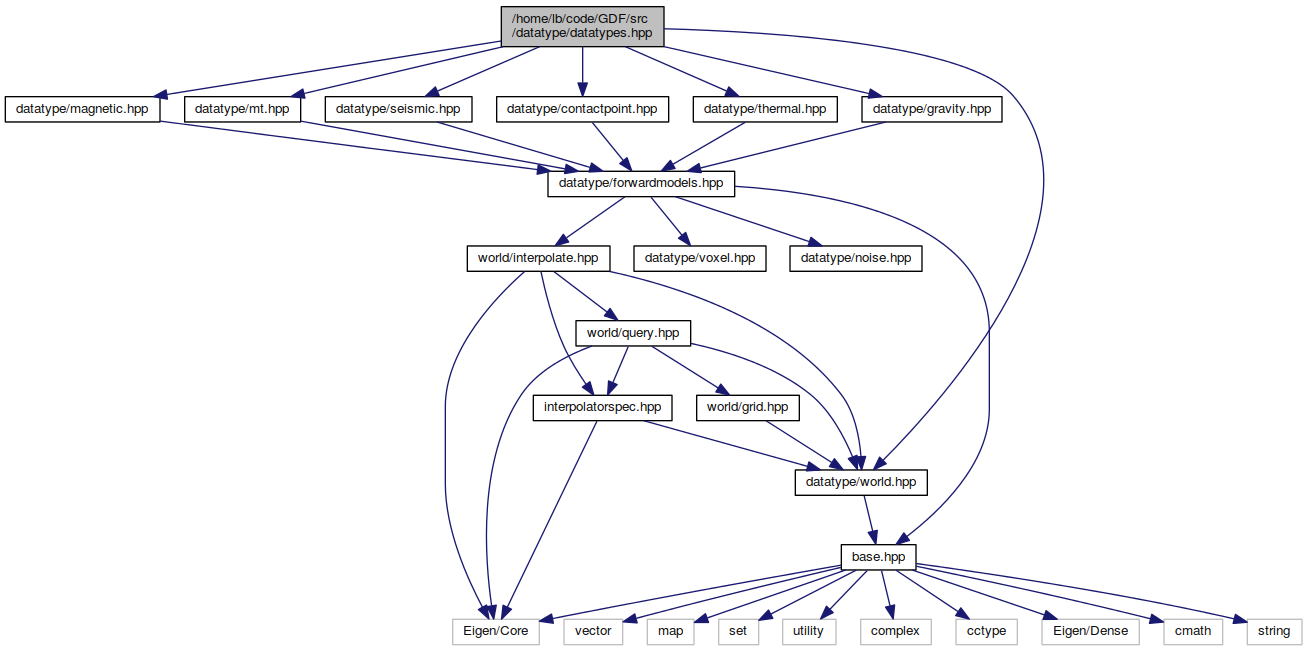 /home/lb/code/GDF/src
/datatype/datatypes.hpp
datatype/magnetic.hpp
datatype/mt.hpp
datatype/seismic.hpp
datatype/contactpoint.hpp
datatype/thermal.hpp
datatype/gravity.hpp
datatype/forwardmodels.hpp
world/interpolate.hpp
datatype/voxel.hpp
datatype/noise.hpp
world/query.hpp
interpolatorspec.hpp
world/grid.hpp
datatype/world.hpp
base.hpp
Eigen/Core
vector
map
set
utility
complex
cctype
Eigen/Dense
cmath
string